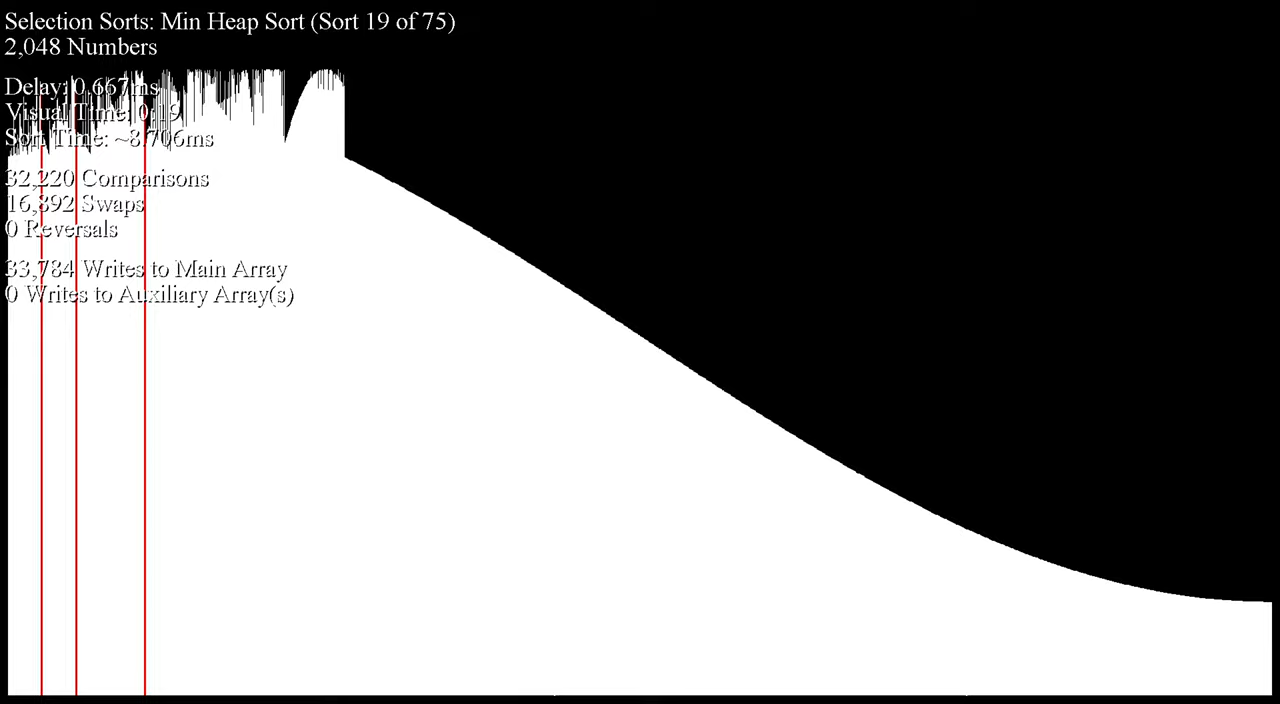 Selection Sorts: Min Heap Sort (Sort 19 of 75)
2,048 Numbers
Delay: 0.667ms
Visual Time: 0:19
Sort Time: ~8.706ms
32,220 Comparisons
16,892 Swaps
0 Reversals
33,784 Writes to Main Array
0 Writes to Auxiliary Array(s)